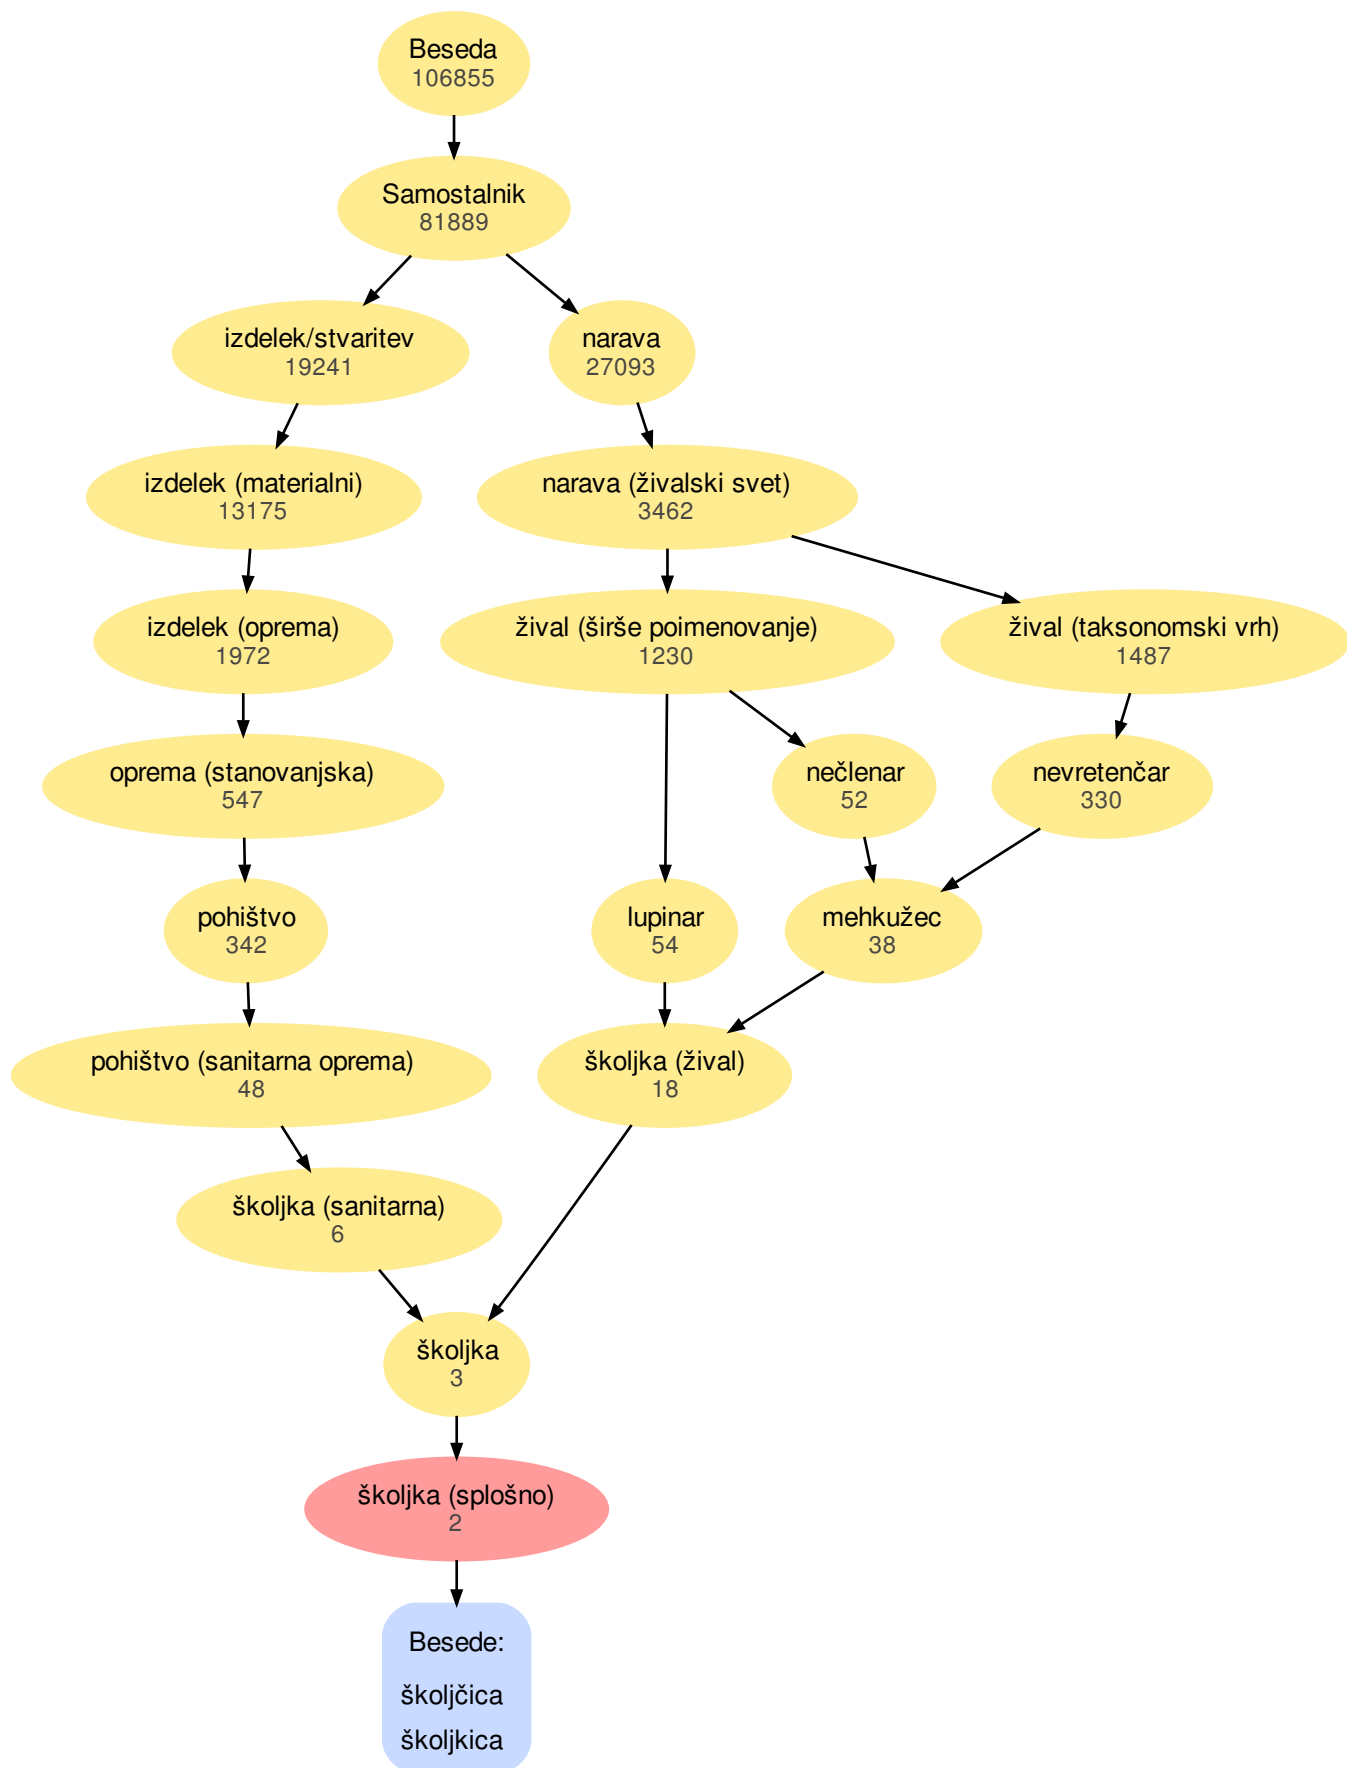 Beseda
106855
Samostalnik
81889
izdelek/stvaritev
19241
narava
27093
izdelek (materialni)
13175
narava (živalski svet)
3462
izdelek (oprema)
1972
žival (širše poimenovanje)
1230
žival (taksonomski vrh)
1487
oprema (stanovanjska)
547
nečlenar
52
nevretenčar
330
pohištvo
342
lupinar
54
mehkužec
38
pohištvo (sanitarna oprema)
48
školjka (žival)
18
školjka (sanitarna)
6
školjka
3
školjka (splošno)
2
Besede:
školjčica
školjkica